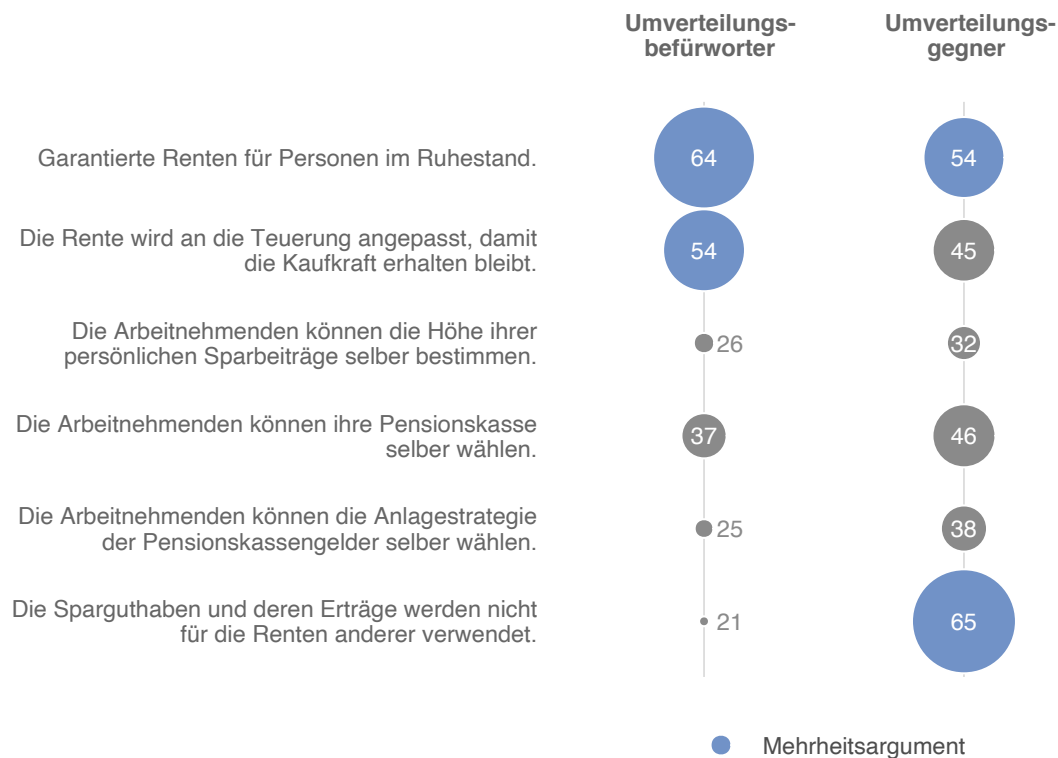 Umverteilungs-
befürworter
Umverteilungs-
gegner
Garantierte Renten für Personen im Ruhestand.
64
54
Die Rente wird an die Teuerung angepasst, damit
die Kaufkraft erhalten bleibt.
54
45
Die Arbeitnehmenden können die Höhe ihrer
persönlichen Sparbeiträge selber bestimmen.
26
32
Die Arbeitnehmenden können ihre Pensionskasse
selber wählen.
37
46
Die Arbeitnehmenden können die Anlagestrategie
der Pensionskassengelder selber wählen.
25
38
Die Sparguthaben und deren Erträge werden nicht
für die Renten anderer verwendet.
21
65
Mehrheitsargument